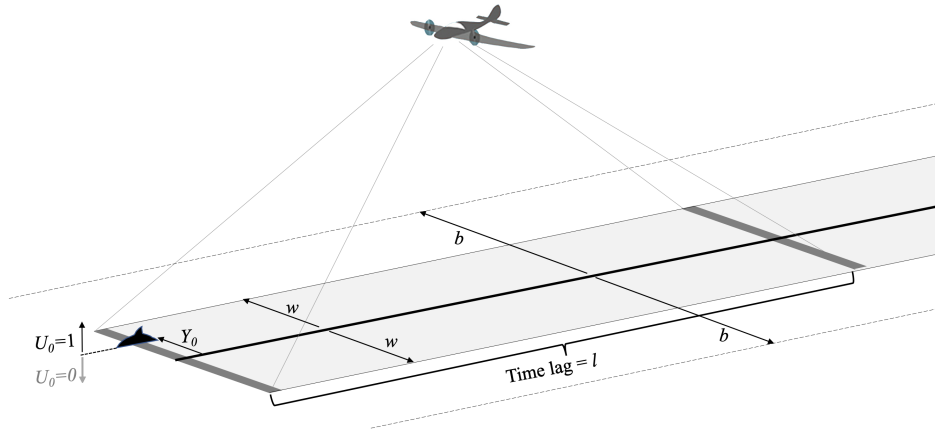 b
w
U₀=1
Y₀
w
b
U₀=0
Time lag = l